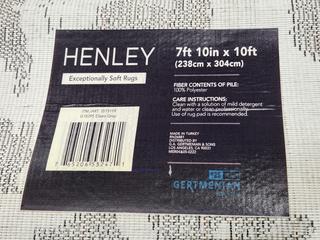 HENLEY
Exceptionally Soft Rugs
7ft 10in x 10ft
(238cm x 304cm)
FIBER CONTENTS OF PILE:
100% Polyester
CARE INSTRUCTIONS:
Clean with a solution of mild detergent
and water or clean professionally.
Use of rug pad is recommended.
MADE IN TURKEY
DISTRIBUTED BY
G.A. GERTMENIAN & SONS
LOS ANGELES, CA 90021
GERTMENIAN